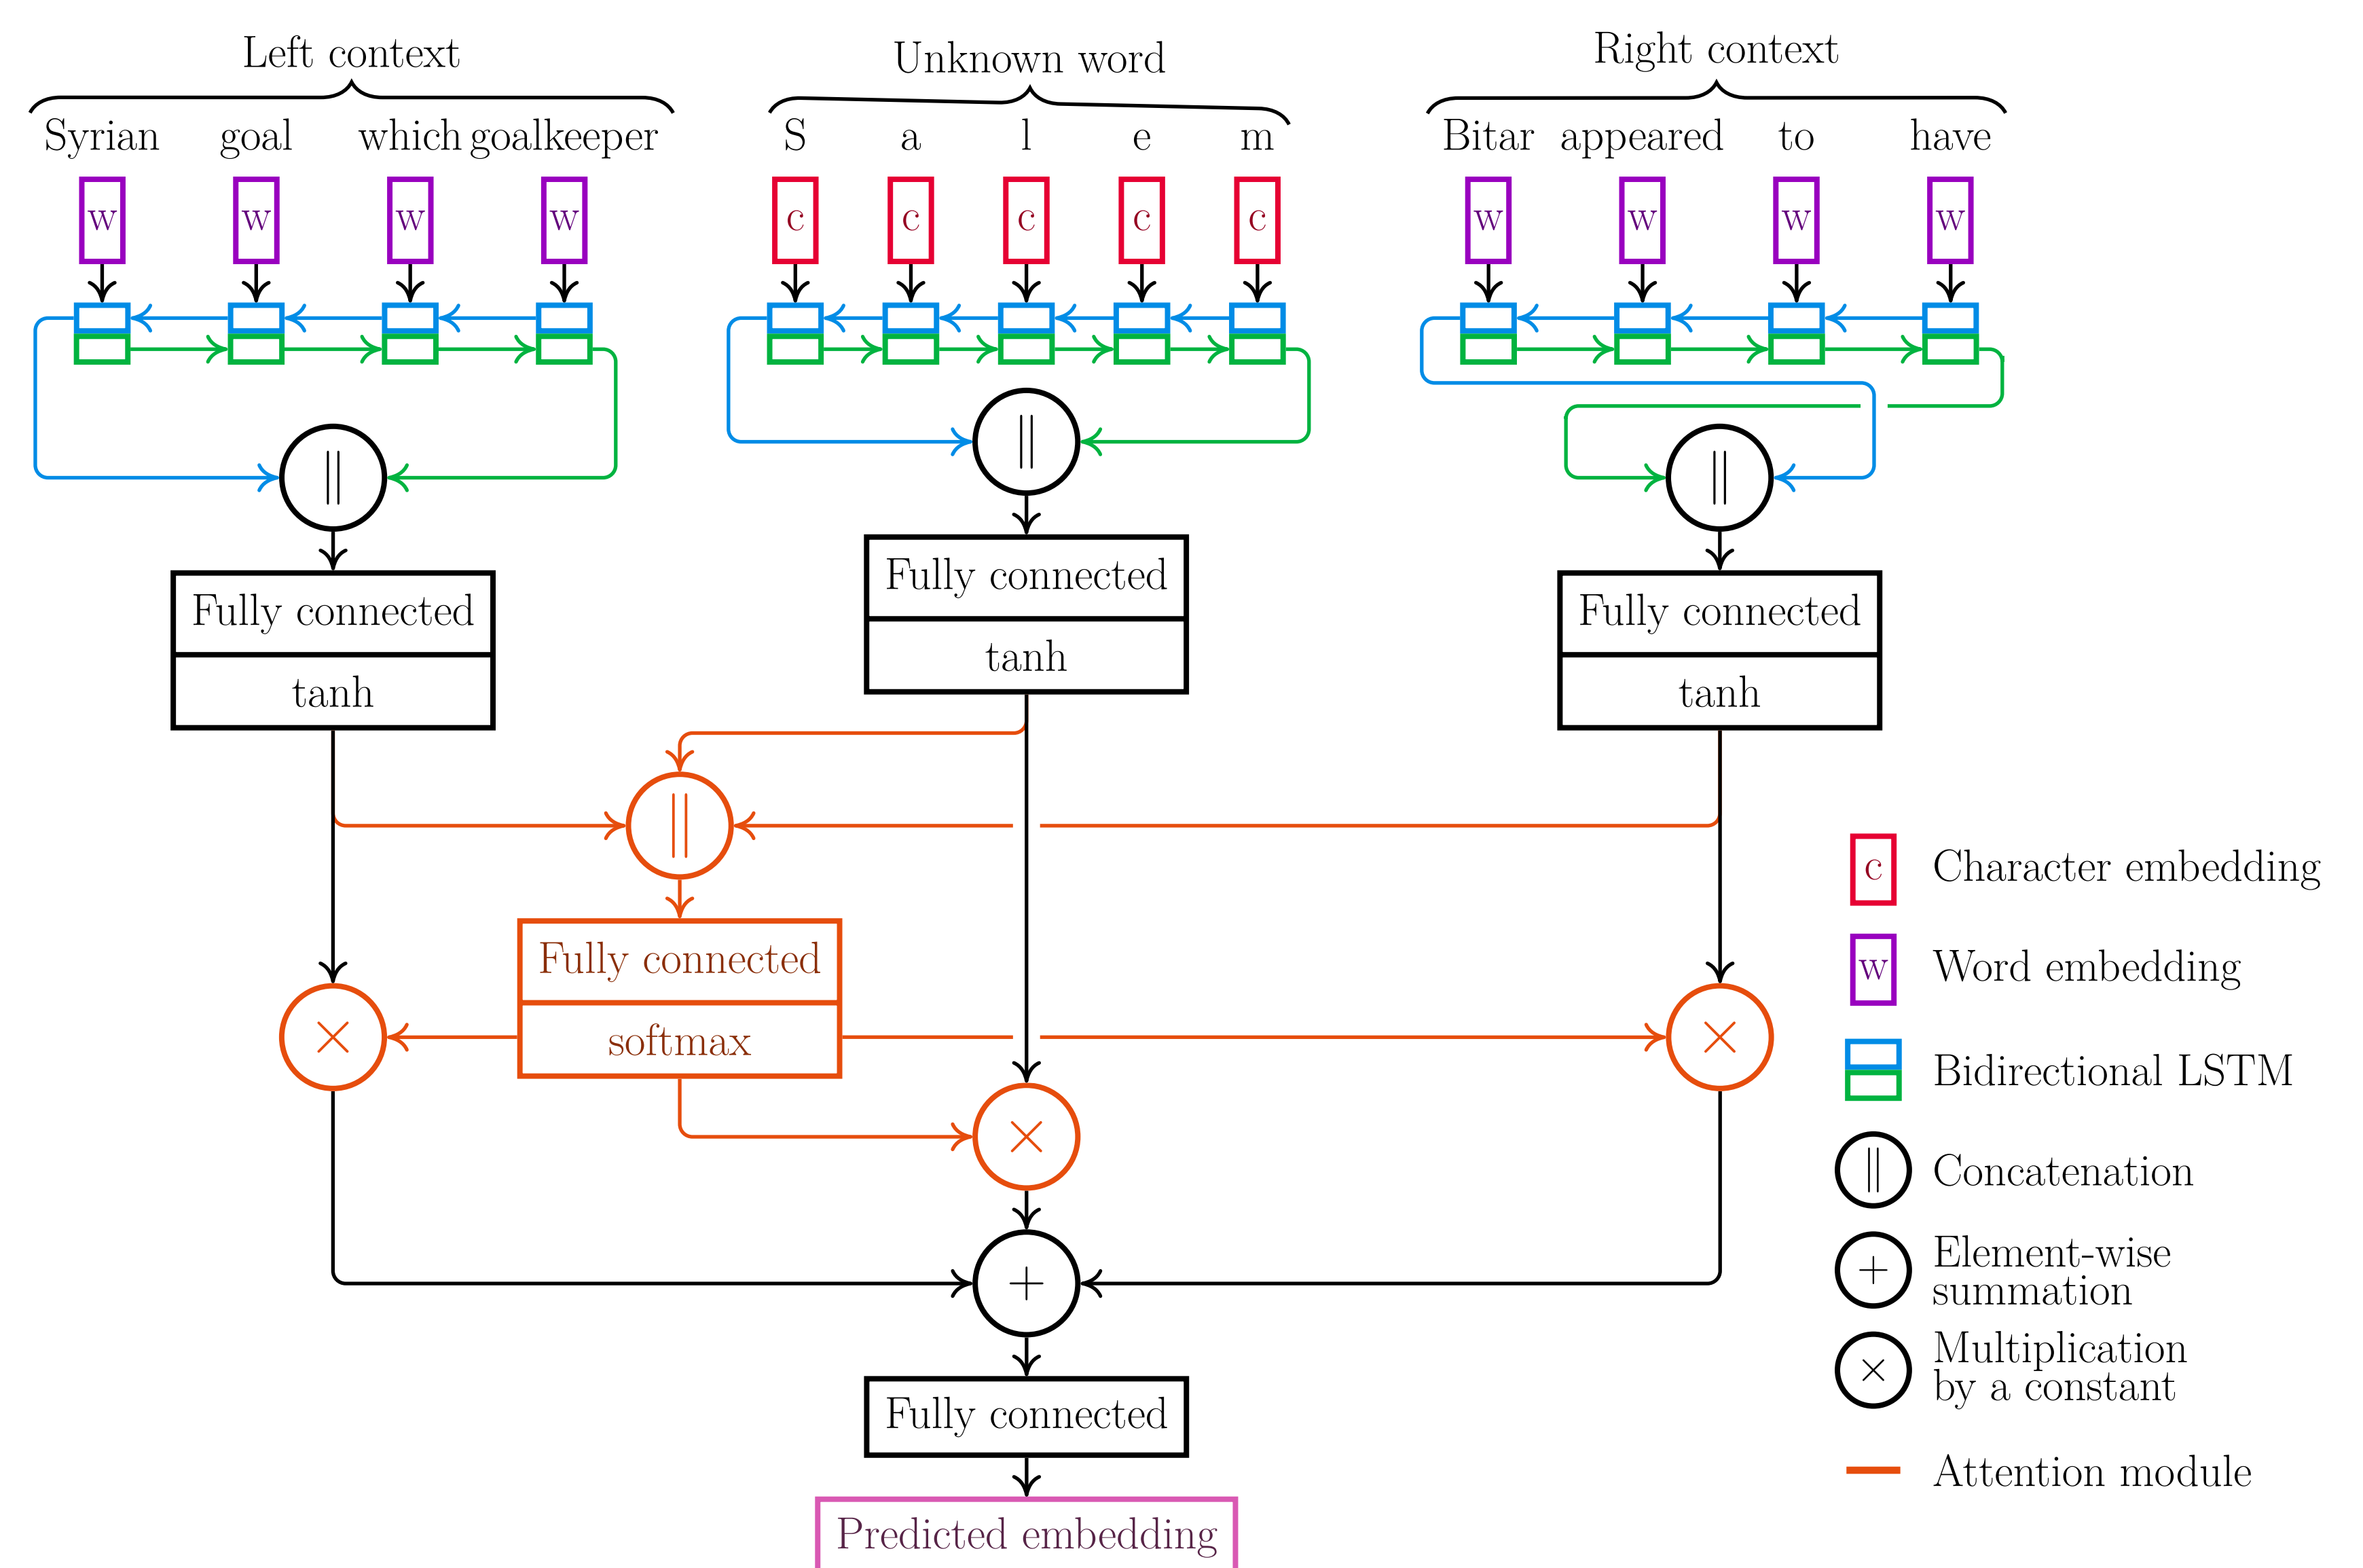 Left context
Unknown word
Right context
Syrian goal which goalkeeper
S a l e m
Bitar appeared to have
w w w w
c c c c c
w w w w
||
||
||
Fully connected
tanh
Fully connected
tanh
Fully connected
tanh
||
Fully connected
softmax
×
×
×
+
Fully connected
Predicted embedding
c Character embedding
w Word embedding
Bidirectional LSTM
|| Concatenation
+ Element-wise
summation
× Multiplication
by a constant
Attention module